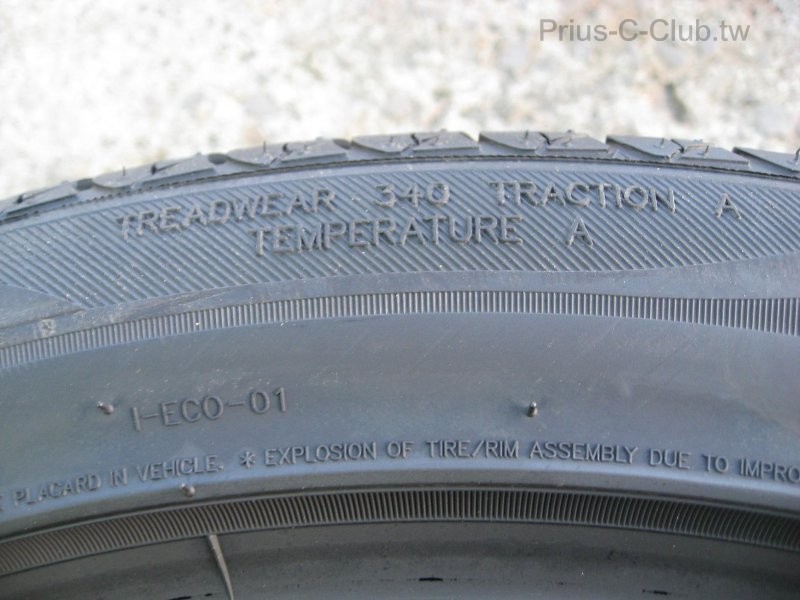 Prius-C-Club.tw
TREADWEAR 340 TRACTION A
TEMPERATURE A
I-ECO-01
PLACARD IN VEHICLE. * EXPLOSION OF TIRE/RIM ASSEMBLY DUE TO IMPRO